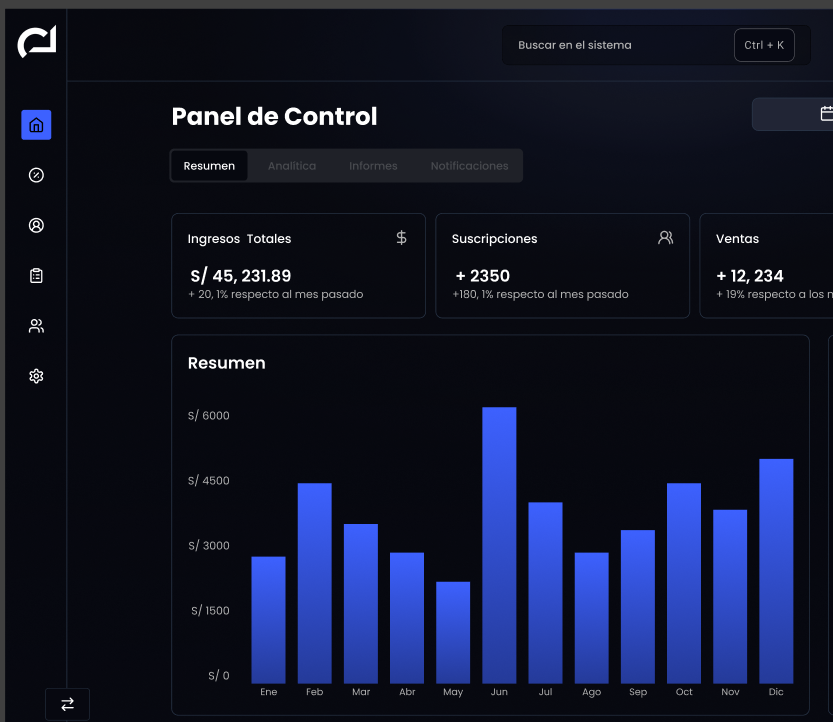 Buscar en el sistema
Ctrl + K
Panel de Control
Resumen
Analítica
Informes
Notificaciones
Ingresos Totales
S/ 45, 231.89
+ 20, 1% respecto al mes pasado
Suscripciones
+ 2350
+180, 1% respecto al mes pasado
Ventas
+ 12, 234
+ 19% respecto a los
Resumen
S/ 6000
S/ 4500
S/ 3000
S/ 1500
S/ 0
Ene Feb Mar Abr May Jun Jul Ago Sep Oct Nov Dic